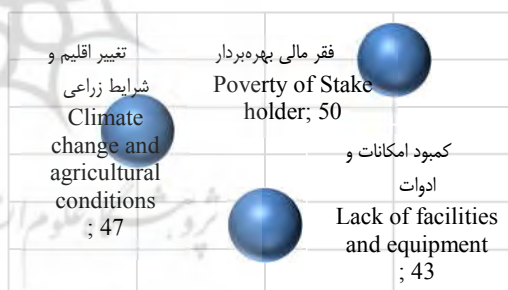 تغییر اقلیم و
شرایط زراعی
Climate
change and
agricultural
conditions
; 47
فقر مالی بهره‌بردار
Poverty of Stake
holder; 50
کمبود امکانات و
ادوات
Lack of facilities
and equipment
; 43